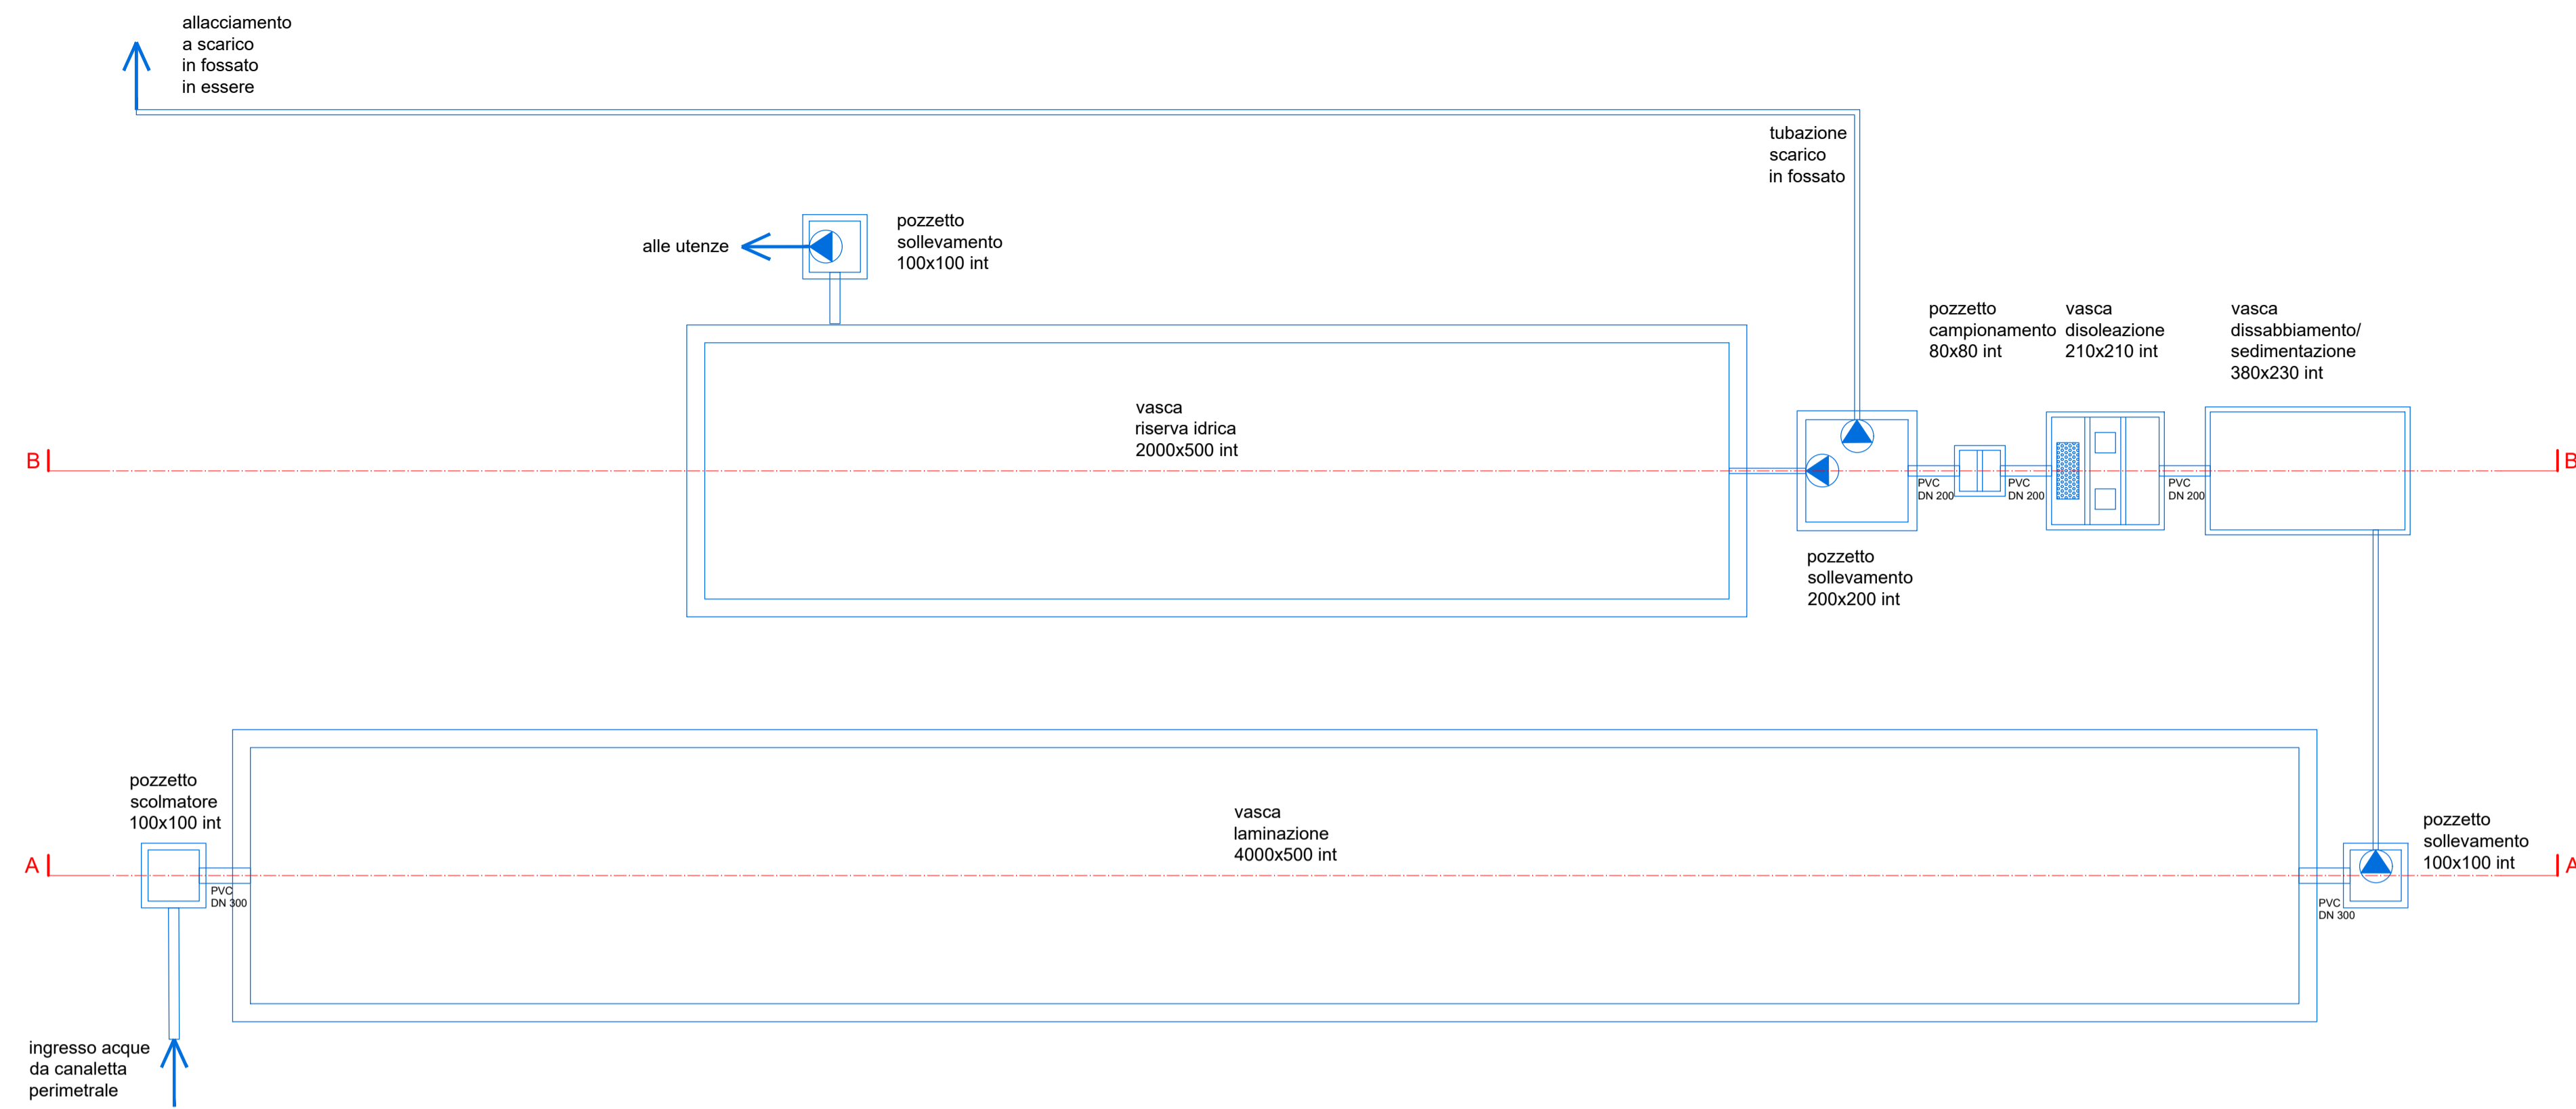 allacciamento
a scarico
in fossato
in essere
tubazione
scarico
in fossato
alle utenze
pozzetto
sollevamento
100x100 int
pozzetto
campionamento
80x80 int
vasca
disoleazione
210x210 int
vasca
dissabbiamento/
sedimentazione
380x230 int
vasca
riserva idrica
2000x500 int
B
B
PVC
DN 200
PVC
DN 200
PVC
DN 200
pozzetto
sollevamento
200x200 int
pozzetto
scolmatore
100x100 int
vasca
laminazione
4000x500 int
pozzetto
sollevamento
100x100 int
A
A
PVC
DN 300
PVC
DN 300
ingresso acque
da canaletta
perimetrale